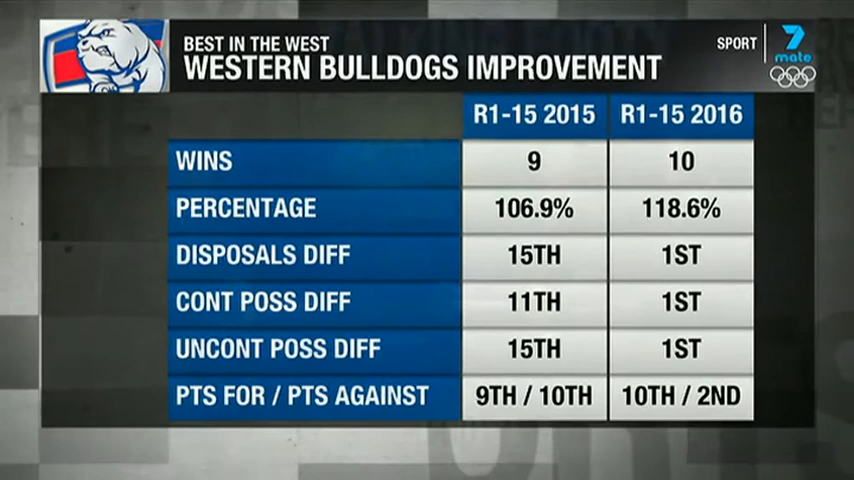 BEST IN THE WEST
WESTERN BULLDOGS IMPROVEMENT
SPORT 7
mate
R1-15 2015 R1-15 2016
WINS 9 10
PERCENTAGE 106.9% 118.6%
DISPOSALS DIFF 15TH 1ST
CONT POSS DIFF 11TH 1ST
UNCONT POSS DIFF 15TH 1ST
PTS FOR / PTS AGAINST 9TH / 10TH 10TH / 2ND